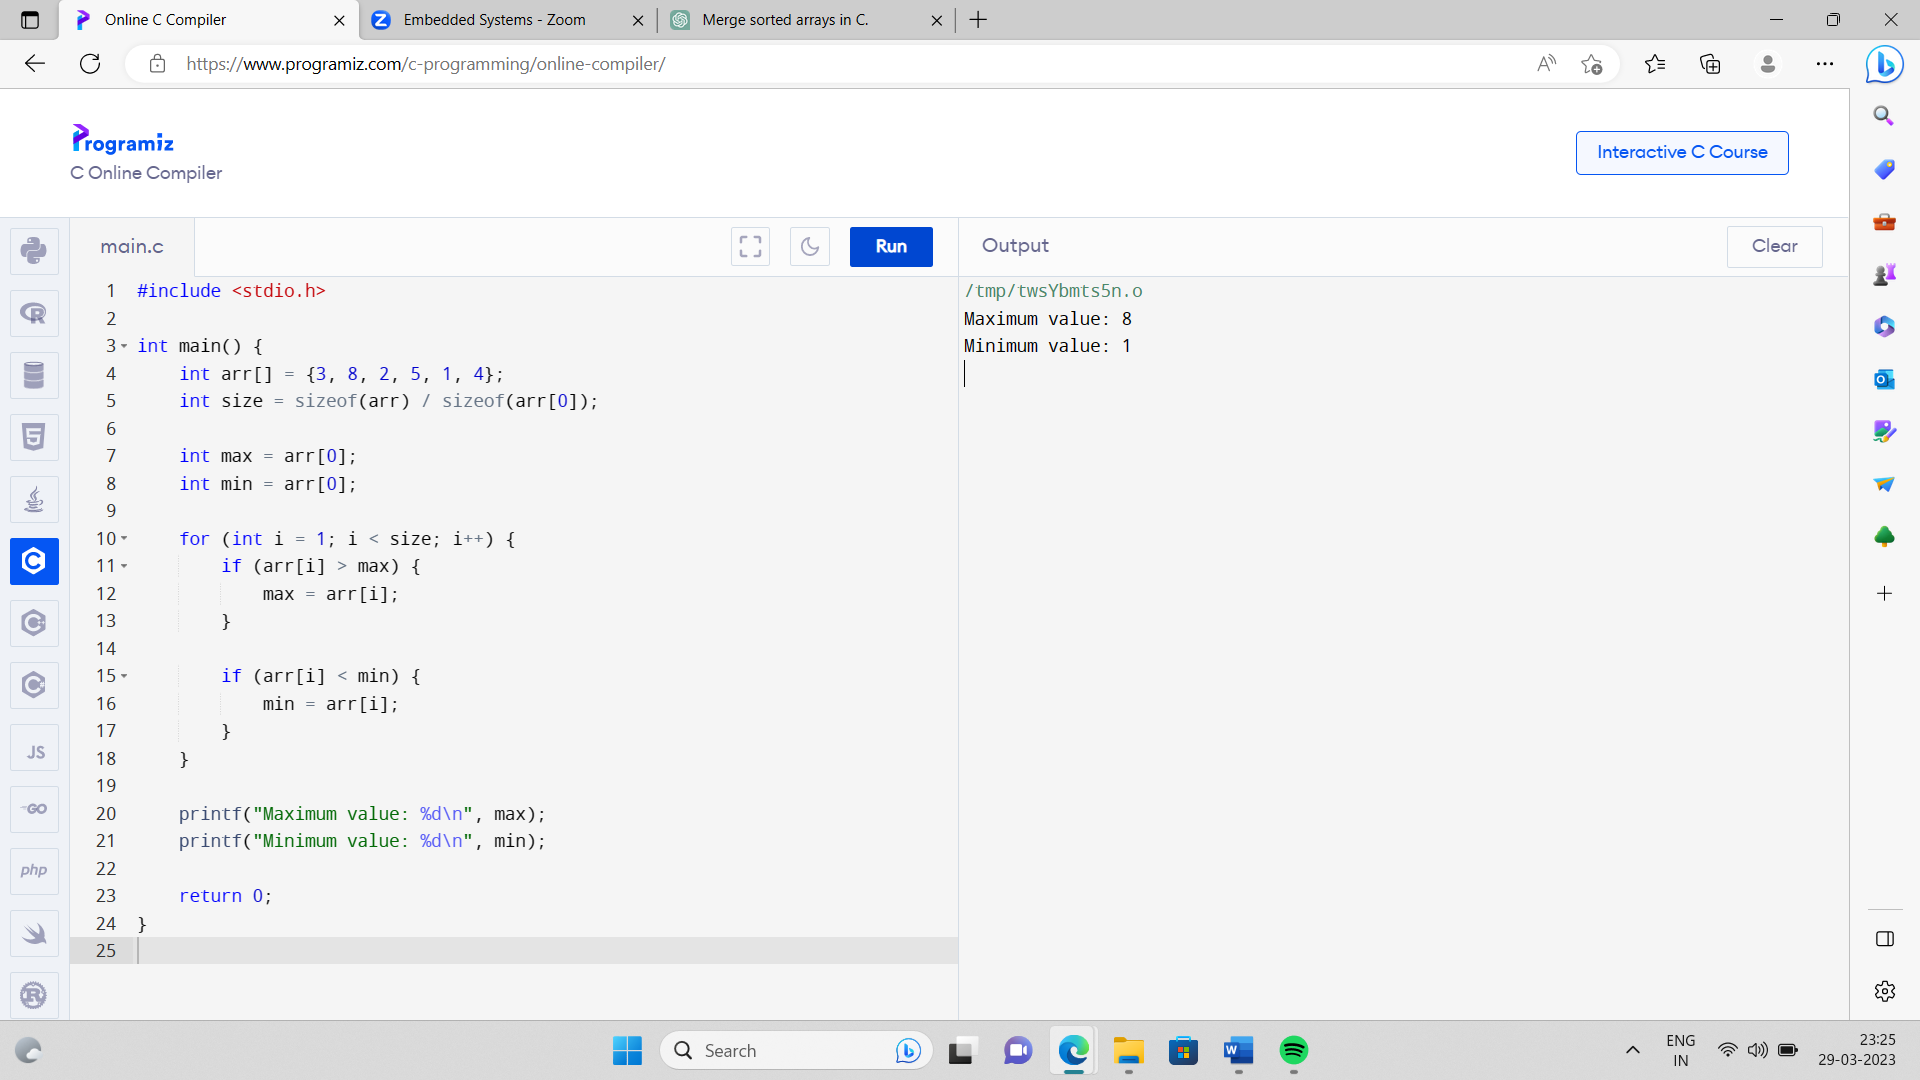 Online C Compiler
Embedded Systems - Zoom
Merge sorted arrays in C.
https://www.programiz.com/c-programming/online-compiler/
Programiz
C Online Compiler
Interactive C Course
main.c
Run
Output
Clear
1 #include <stdio.h>
2
3 int main() {
4     int arr[] = {3, 8, 2, 5, 1, 4};
5     int size = sizeof(arr) / sizeof(arr[0]);
6
7     int max = arr[0];
8     int min = arr[0];
9
10     for (int i = 1; i < size; i++) {
11         if (arr[i] > max) {
12             max = arr[i];
13         }
14
15         if (arr[i] < min) {
16             min = arr[i];
17         }
18     }
19
20     printf("Maximum value: %d\n", max);
21     printf("Minimum value: %d\n", min);
22
23     return 0;
24 }
25
/tmp/twsYbmts5n.o
Maximum value: 8
Minimum value: 1
JS
GO
php
Search
ENG
IN
23:25
29-03-2023